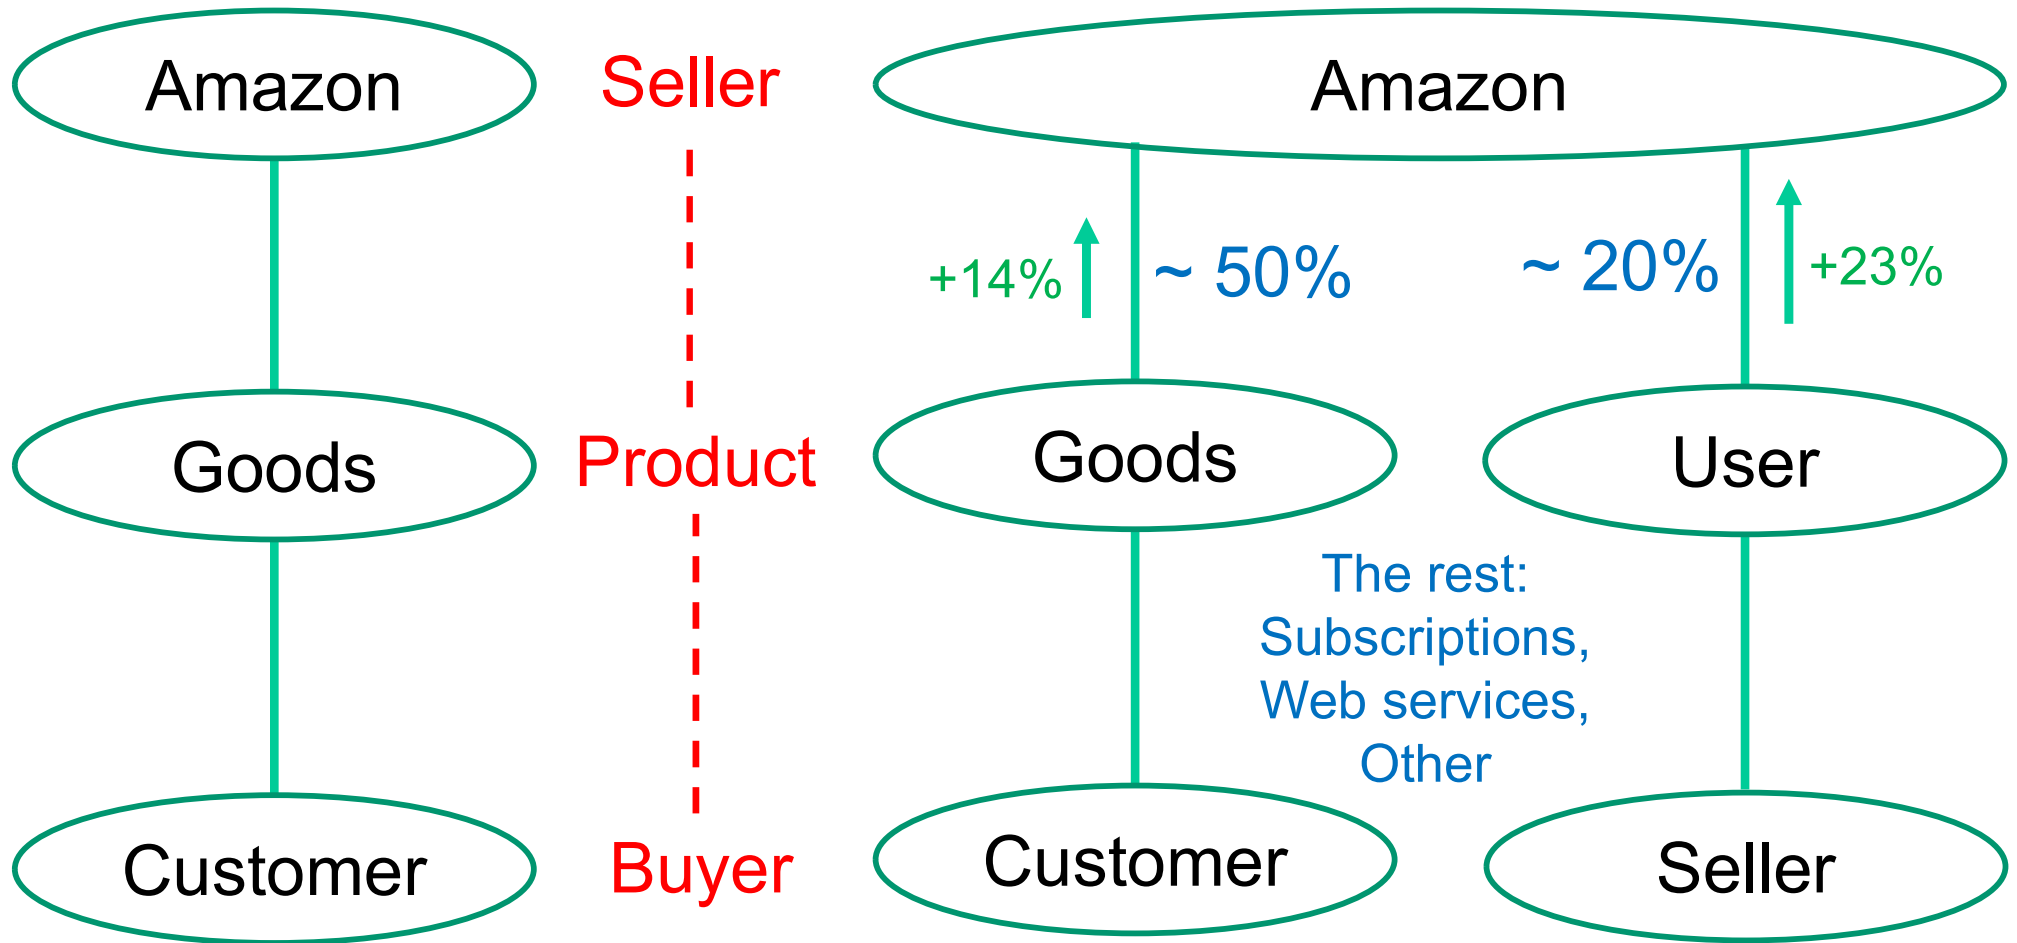 Amazon
Seller
Amazon
+14%
~ 50%
~ 20%
+23%
Goods
Product
Goods
User
The rest:
Subscriptions,
Web services,
Other
Customer
Buyer
Customer
Seller